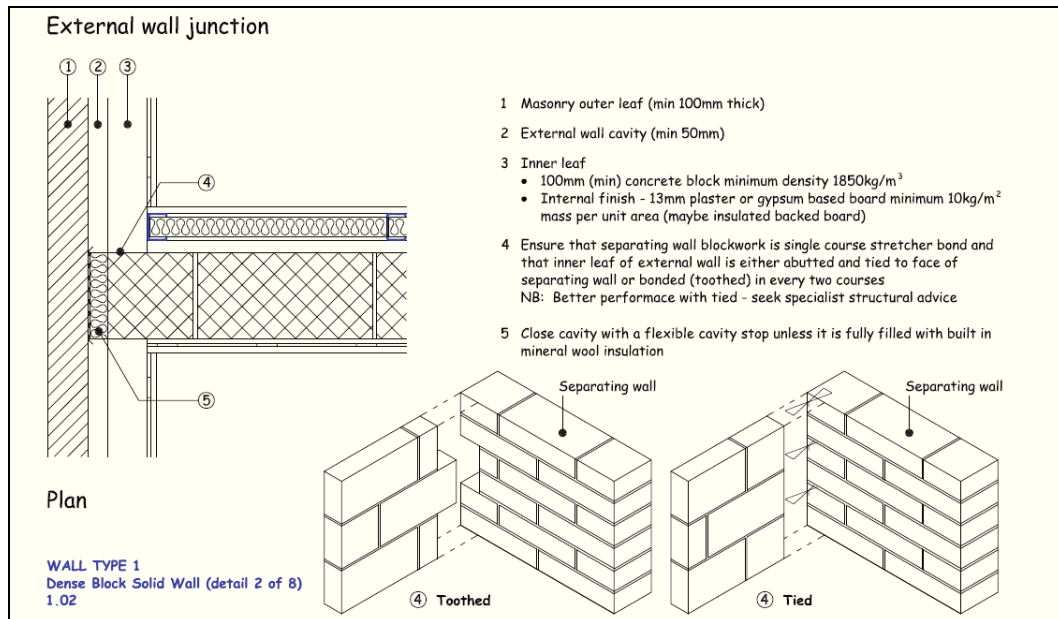 External wall junction
1 2 3
4
5
1 Masonry outer leaf (min 100mm thick)
2 External wall cavity (min 50mm)
3 Inner leaf
• 100mm (min) concrete block minimum density 1850kg/m³
• Internal finish - 13mm plaster or gypsum based board minimum 10kg/m²
mass per unit area (maybe insulated backed board)
4 Ensure that separating wall blockwork is single course stretcher bond and
that inner leaf of external wall is either abutted and tied to face of
separating wall or bonded (toothed) in every two courses
NB: Better performace with tied - seek specialist structural advice
5 Close cavity with a flexible cavity stop unless it is fully filled with built in
mineral wool insulation
Separating wall
Separating wall
4 Toothed
4 Tied
Plan
WALL TYPE 1
Dense Block Solid Wall (detail 2 of 8)
1.02